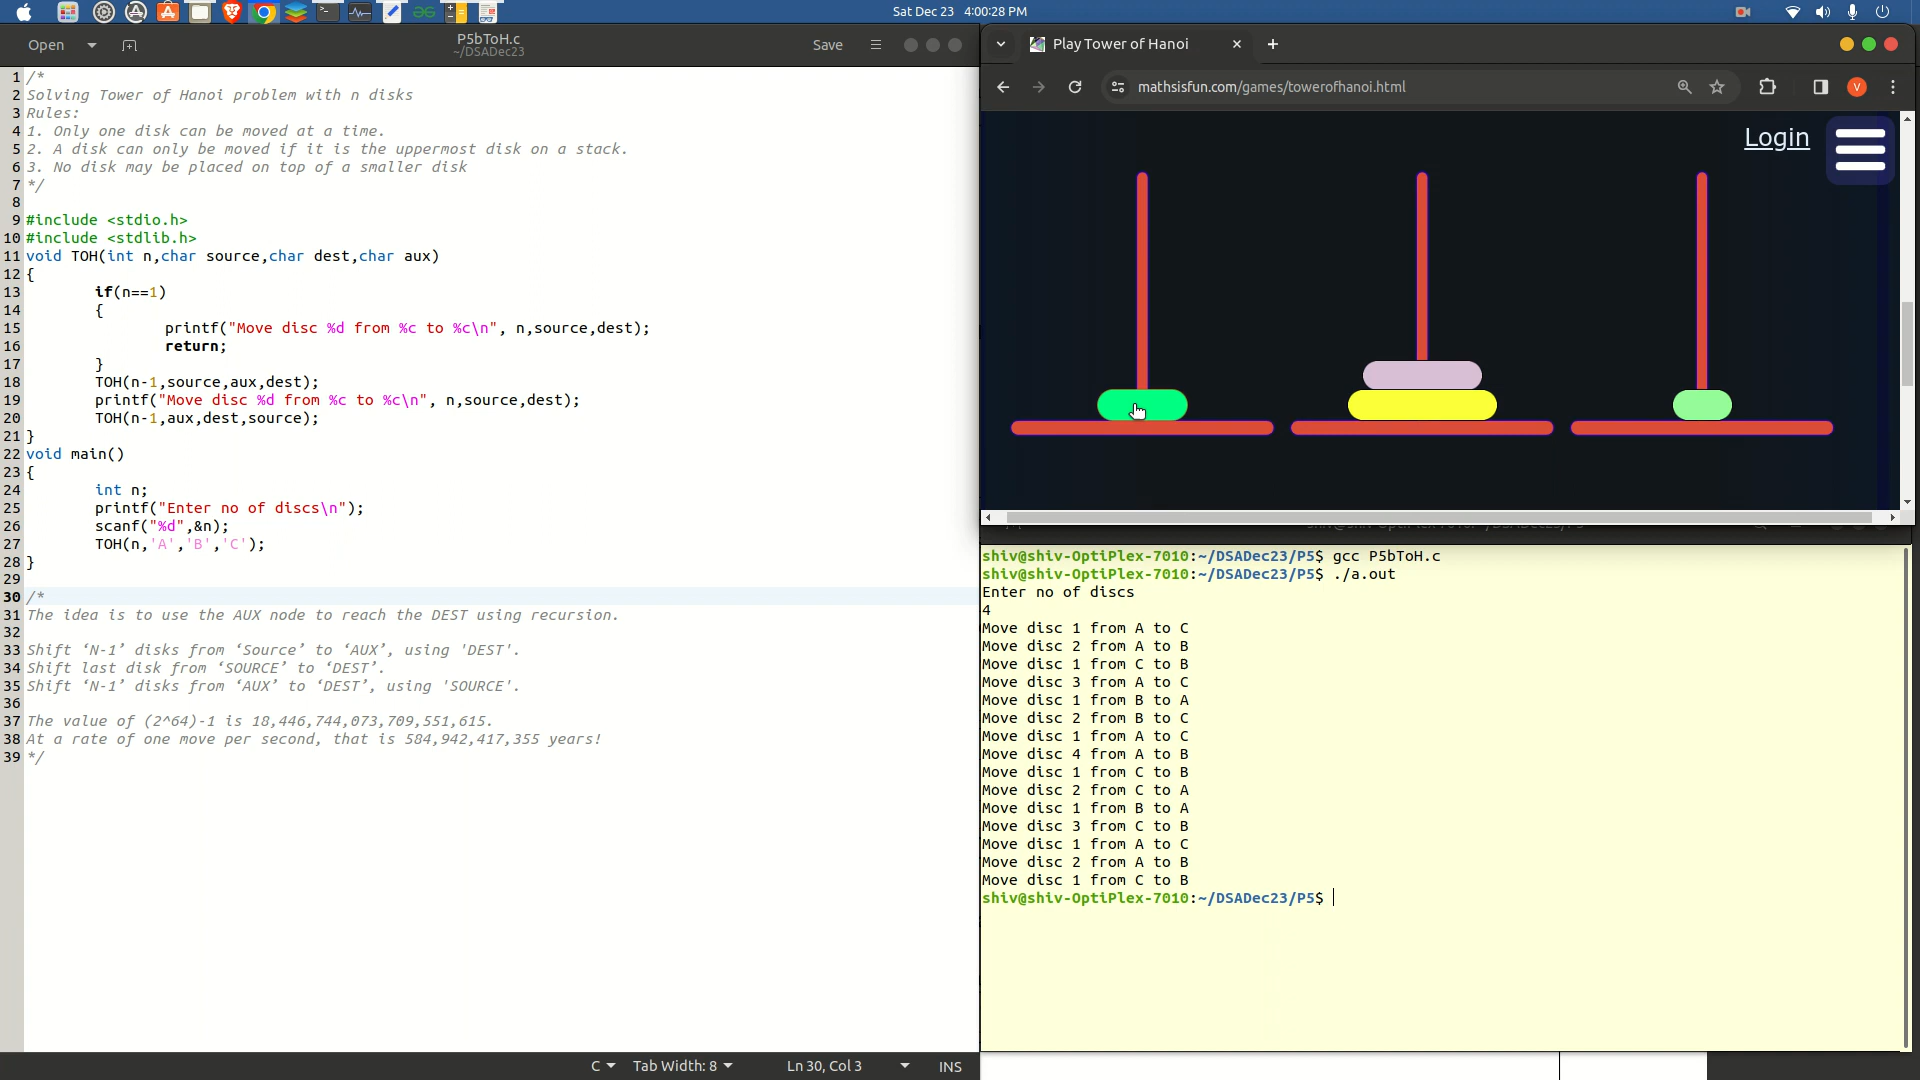 Sat Dec 23 4:00:28 PM
Open
P5bToH.c
~/DSADec23
Save
1 /*
2 Solving Tower of Hanoi problem with n disks
3 Rules:
4 1. Only one disk can be moved at a time.
5 2. A disk can only be moved if it is the uppermost disk on a stack.
6 3. No disk may be placed on top of a smaller disk
7 */
8
9 #include <stdio.h>
10 #include <stdlib.h>
11 void TOH(int n,char source,char dest,char aux)
12 {
13 if(n==1)
14 {
15 printf("Move disc %d from %c to %c\n", n,source,dest);
16 return;
17 }
18 TOH(n-1,source,aux,dest);
19 printf("Move disc %d from %c to %c\n", n,source,dest);
20 TOH(n-1,aux,dest,source);
21 }
22 void main()
23 {
24 int n;
25 printf("Enter no of discs\n");
26 scanf("%d",&n);
27 TOH(n,'A','B','C');
28 }
29
30 /*
31 The idea is to use the AUX node to reach the DEST using recursion.
32
33 Shift ‘N-1’ disks from ‘Source’ to ‘AUX’, using 'DEST'.
34 Shift last disk from ‘SOURCE’ to ‘DEST’.
35 Shift ‘N-1’ disks from ‘AUX’ to ‘DEST’, using 'SOURCE'.
36
37 The value of (2^64)-1 is 18,446,744,073,709,551,615.
38 At a rate of one move per second, that is 584,942,417,355 years!
39 */
C
Tab Width: 8
Ln 30, Col 3
INS
Play Tower of Hanoi
mathsisfun.com/games/towerofhanoi.html
V
Login
shiv@shiv-OptiPlex-7010:~/DSADec23/P5$ gcc P5bToH.c
shiv@shiv-OptiPlex-7010:~/DSADec23/P5$ ./a.out
Enter no of discs
4
Move disc 1 from A to C
Move disc 2 from A to B
Move disc 1 from C to B
Move disc 3 from A to C
Move disc 1 from B to A
Move disc 2 from B to C
Move disc 1 from A to C
Move disc 4 from A to B
Move disc 1 from C to B
Move disc 2 from C to A
Move disc 1 from B to A
Move disc 3 from C to B
Move disc 1 from A to C
Move disc 2 from A to B
Move disc 1 from C to B
shiv@shiv-OptiPlex-7010:~/DSADec23/P5$